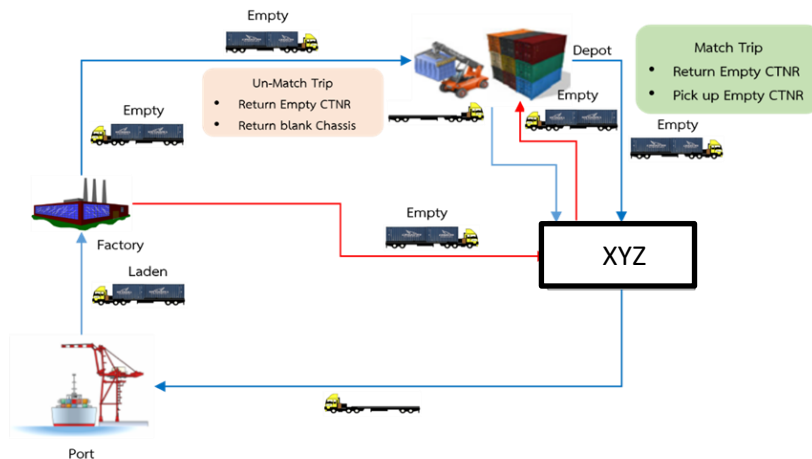 Empty
Un-Match Trip
• Return Empty CTNR
• Return blank Chassis
Depot
Match Trip
• Return Empty CTNR
• Pick up Empty CTNR
Empty
Empty
Empty
Factory
Empty
XYZ
Laden
Port